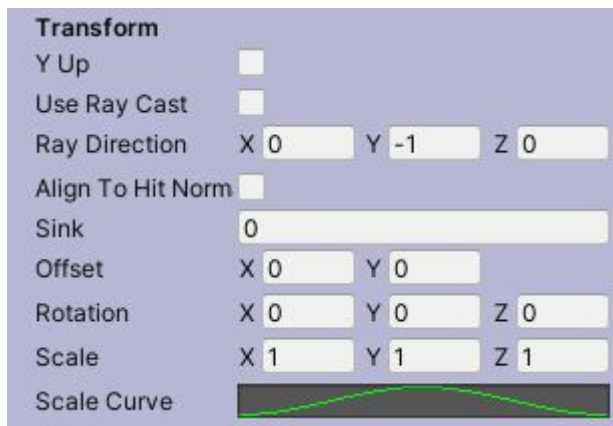 Transform
Y Up
Use Ray Cast
Ray Direction X 0 Y -1 Z 0
Align To Hit Norm
Sink 0
Offset X 0 Y 0
Rotation X 0 Y 0 Z 0
Scale X 1 Y 1 Z 1
Scale Curve